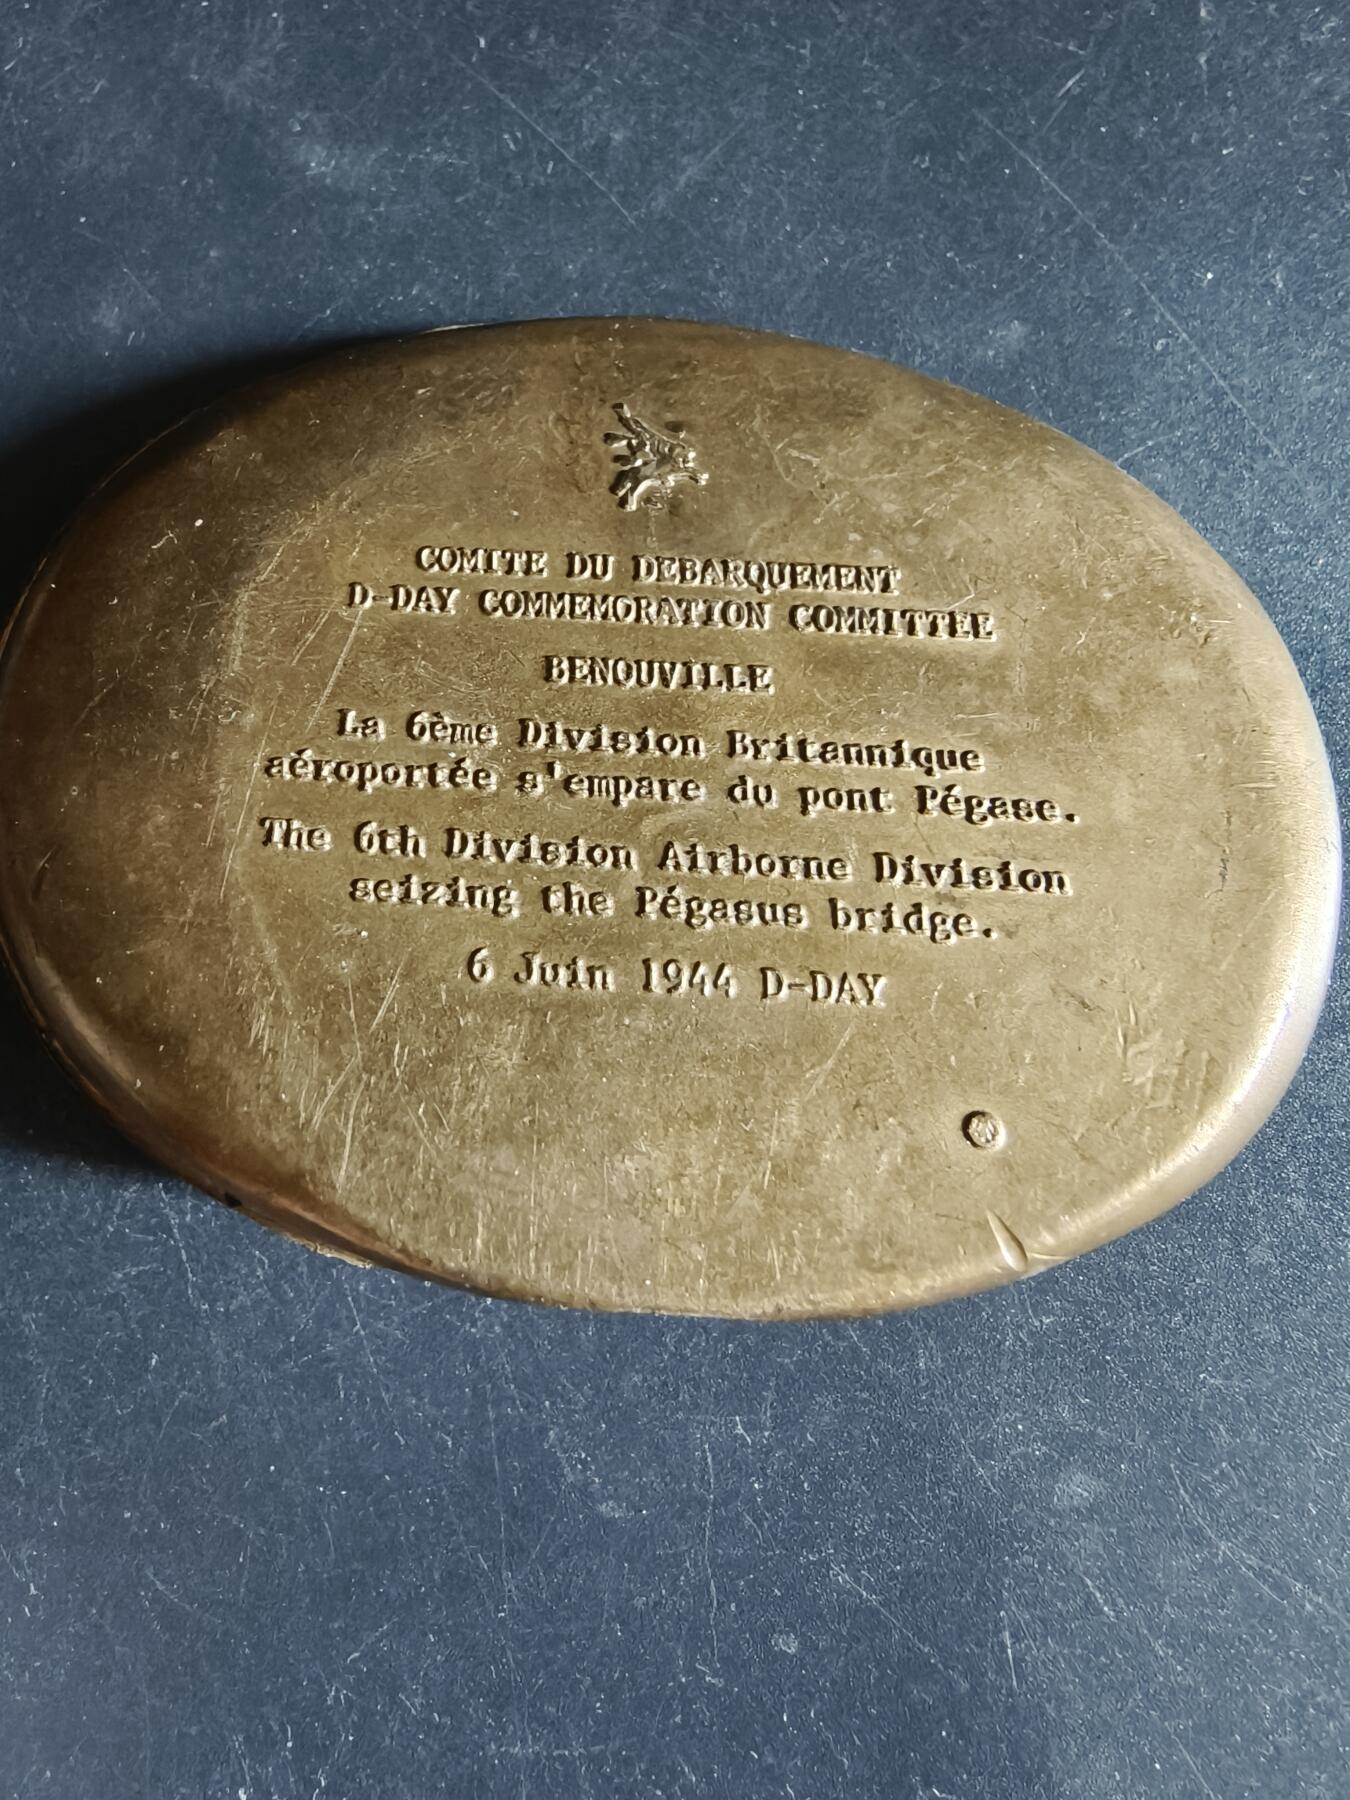 COMITE DU DEBARQUEMENT
D-DAY COMMEMORATION COMMITTEE
BENOUVILLE
La 6ème Division Britannique
aéroportée s'empare du pont Pégase.
The 6th Division Airborne Division
seizing the Pégasus bridge.
6 Juin 1944 D-DAY